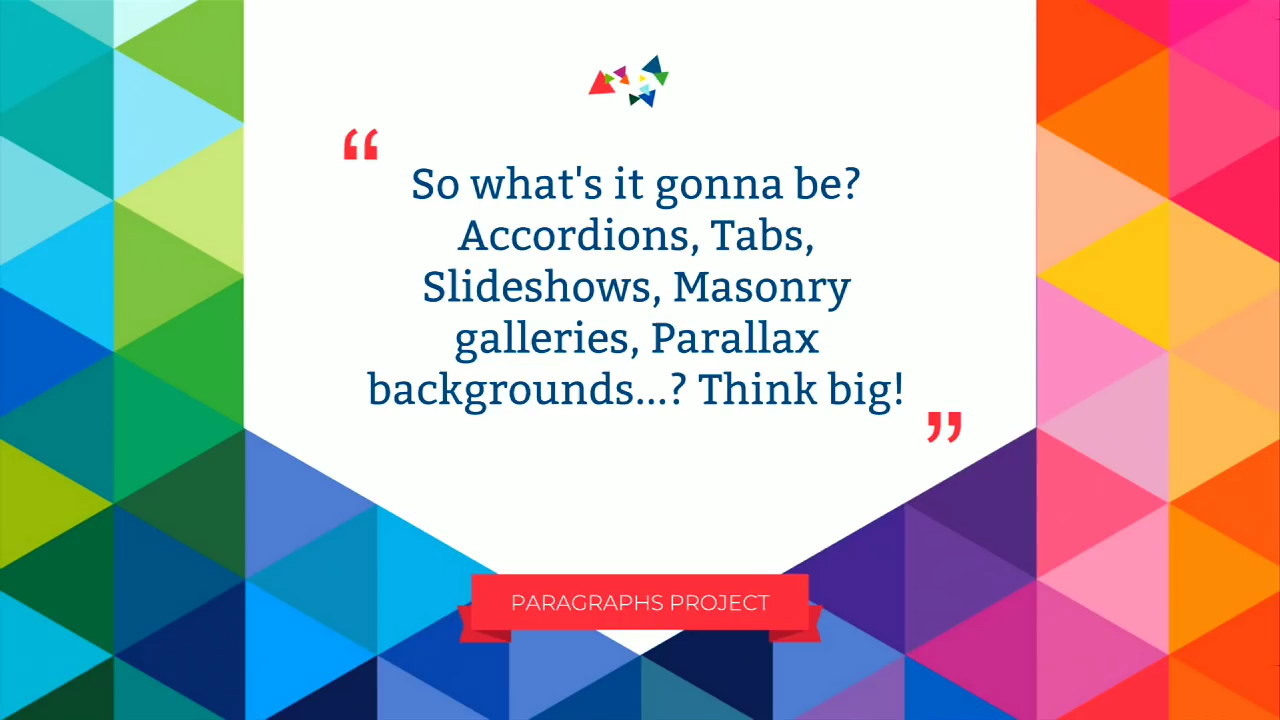 “
So what's it gonna be?
Accordions, Tabs,
Slideshows, Masonry
galleries, Parallax
backgrounds...? Think big!
”
PARAGRAPHS PROJECT